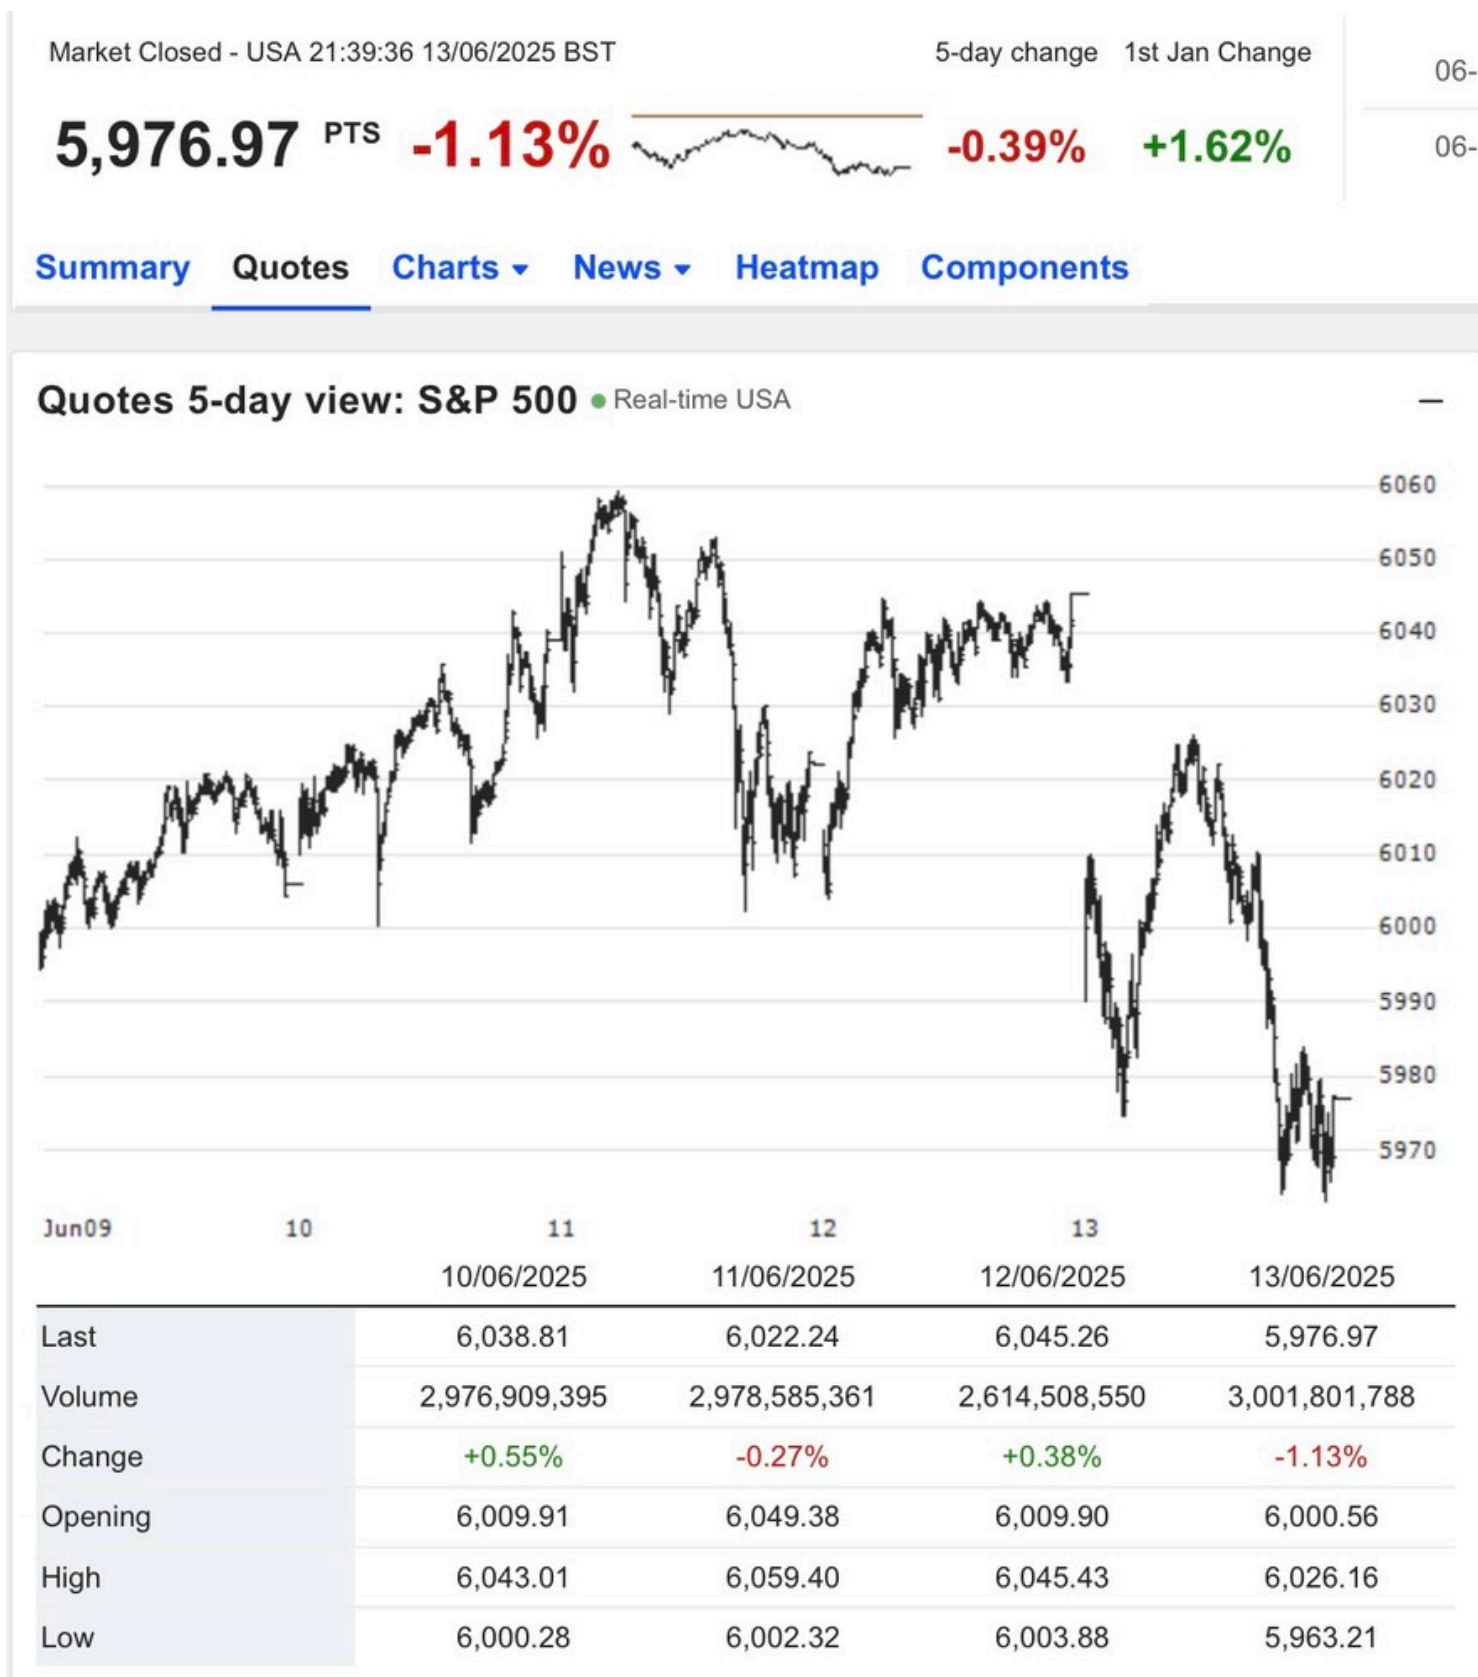 Market Closed - USA 21:39:36 13/06/2025 BST 5-day change 1st Jan Change
06-
5,976.97 PTS -1.13% -0.39% +1.62%
06-
Summary Quotes Charts News Heatmap Components
Quotes 5-day view: S&P 500 Real-time USA
6060
6050
6040
6030
6020
6010
6000
5990
5980
5970
Jun09 10 11 12 13
10/06/2025 11/06/2025 12/06/2025 13/06/2025
Last 6,038.81 6,022.24 6,045.26 5,976.97
Volume 2,976,909,395 2,978,585,361 2,614,508,550 3,001,801,788
Change +0.55% -0.27% +0.38% -1.13%
Opening 6,009.91 6,049.38 6,009.90 6,000.56
High 6,043.01 6,059.40 6,045.43 6,026.16
Low 6,000.28 6,002.32 6,003.88 5,963.21